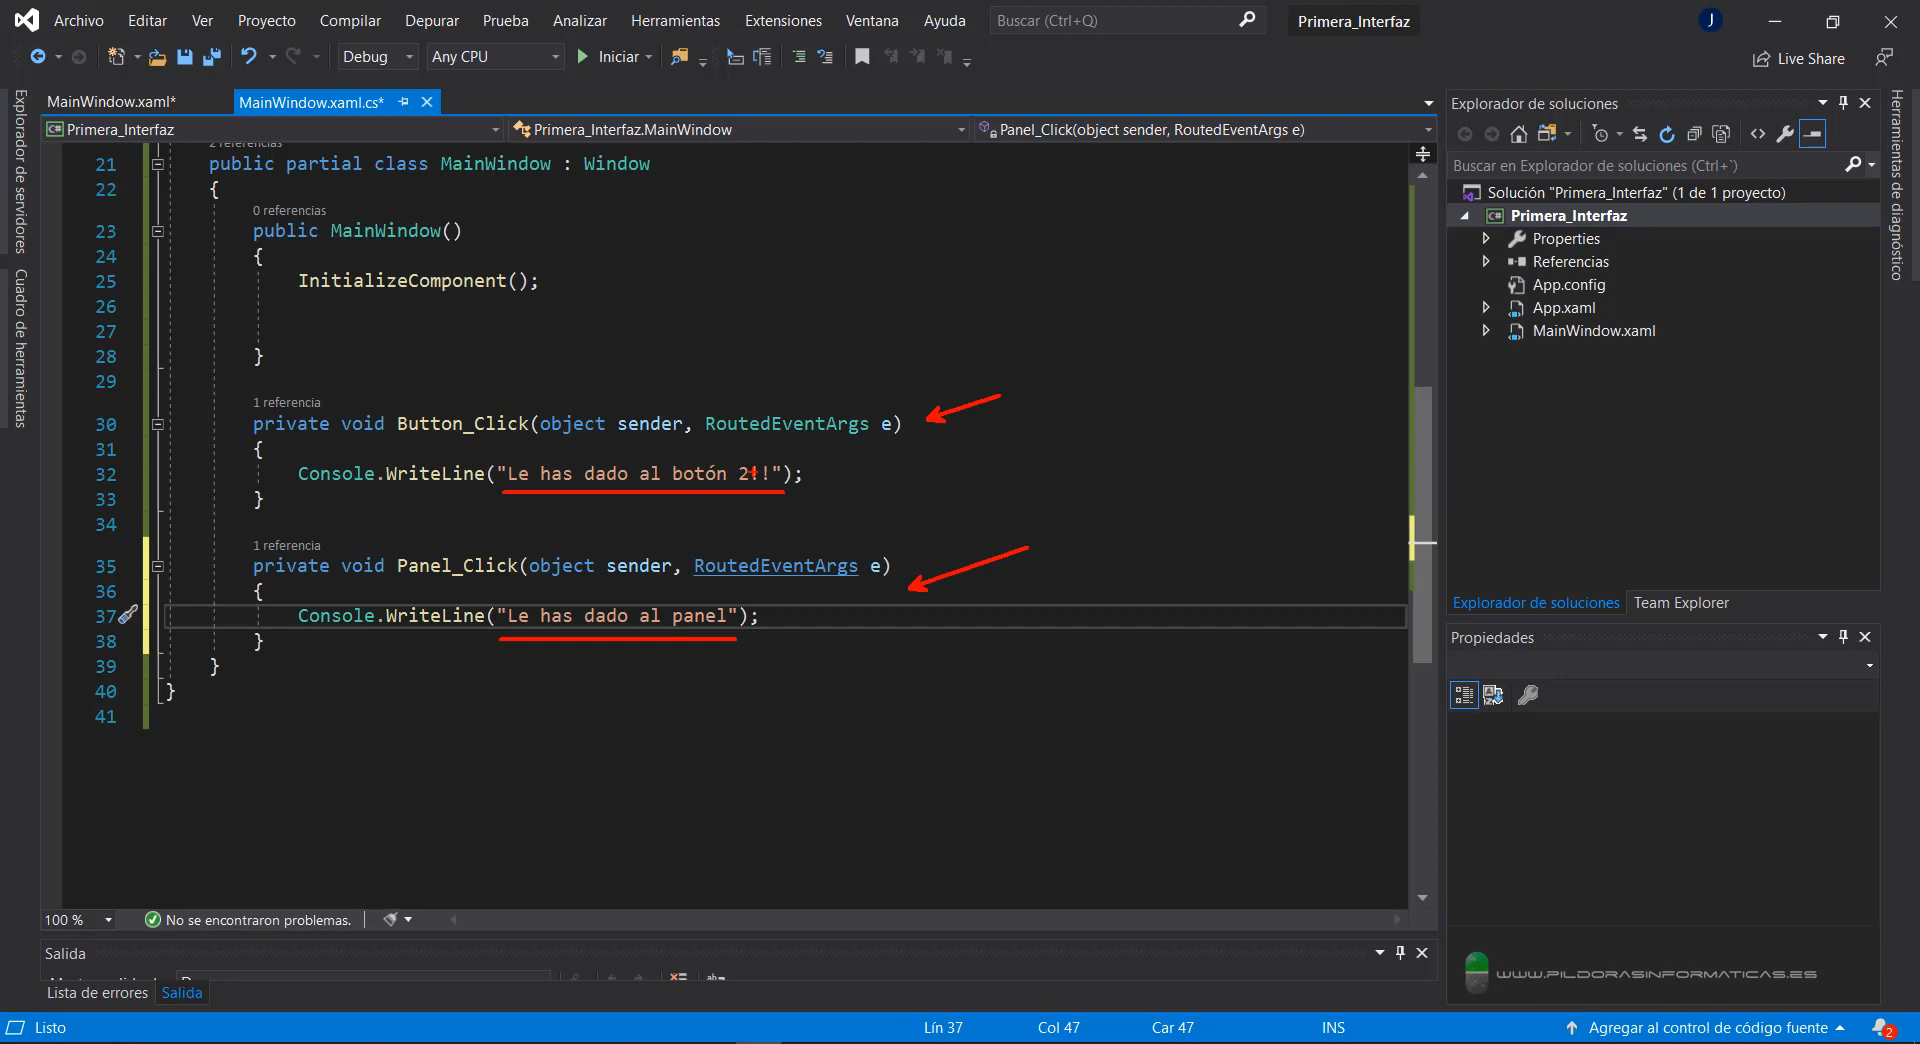 Archivo Editar Ver Proyecto Compilar Depurar Prueba Analizar Herramientas Extensiones Ventana Ayuda Buscar (Ctrl+Q) Primera_Interfaz J
Debug Any CPU Iniciar Live Share
Explorador de servidores
Cuadro de herramientas
MainWindow.xaml* MainWindow.xaml.cs*
C# Primera_Interfaz Primera_Interfaz.MainWindow Panel_Click(object sender, RoutedEventArgs e)
2 referencias
21 public partial class MainWindow : Window
22 {
0 referencias
23 public MainWindow()
24 {
25 InitializeComponent();
26
27
28 }
29
1 referencia
30 private void Button_Click(object sender, RoutedEventArgs e)
31 {
32 Console.WriteLine("Le has dado al botón 2!!");
33 }
34
1 referencia
35 private void Panel_Click(object sender, RoutedEventArgs e)
36 {
37 Console.WriteLine("Le has dado al panel");
38 }
39 }
40 }
41
100 % No se encontraron problemas.
Salida
Lista de errores Salida
Explorador de soluciones
Buscar en Explorador de soluciones (Ctrl+`)
Solución "Primera_Interfaz" (1 de 1 proyecto)
C# Primera_Interfaz
Properties
Referencias
App.config
App.xaml
MainWindow.xaml
Explorador de soluciones Team Explorer
Propiedades
WWW.PILDORASINFORMATICAS.ES
Herramientas de diagnóstico
Listo Lín 37 Col 47 Car 47 INS Agregar al control de código fuente 2